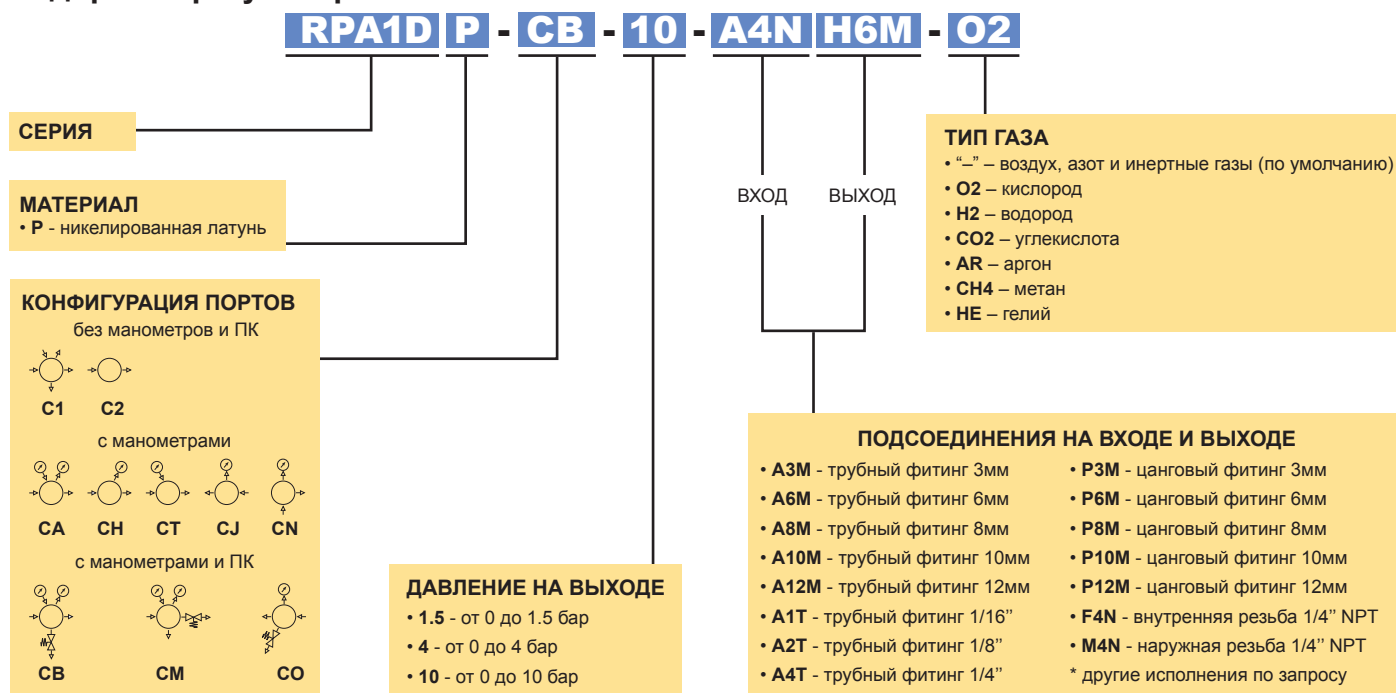 RPA1D P - CB - 10 - A4N H6M - O2
СЕРИЯ
МАТЕРИАЛ
• P - никелированная латунь
КОНФИГУРАЦИЯ ПОРТОВ
без манометров и ПК
C1 C2
с манометрами
CA CH CT CJ CN
с манометрами и ПК
CB CM CO
ДАВЛЕНИЕ НА ВЫХОДЕ
• 1.5 - от 0 до 1.5 бар
• 4 - от 0 до 4 бар
• 10 - от 0 до 10 бар
ВХОД ВЫХОД
ТИП ГАЗА
• “–” – воздух, азот и инертные газы (по умолчанию)
• O2 – кислород
• H2 – водород
• CO2 – углекислота
• AR – аргон
• CH4 – метан
• HE – гелий
ПОДСОЕДИНЕНИЯ НА ВХОДЕ И ВЫХОДЕ
• A3M - трубный фитинг 3мм
• A6M - трубный фитинг 6мм
• A8M - трубный фитинг 8мм
• A10M - трубный фитинг 10мм
• A12M - трубный фитинг 12мм
• A1T - трубный фитинг 1/16’’
• A2T - трубный фитинг 1/8’’
• A4T - трубный фитинг 1/4’’
• P3M - цанговый фитинг 3мм
• P6M - цанговый фитинг 6мм
• P8M - цанговый фитинг 8мм
• P10M - цанговый фитинг 10мм
• P12M - цанговый фитинг 12мм
• F4N - внутренняя резьба 1/4’’ NPT
• M4N - наружная резьба 1/4’’ NPT
* другие исполнения по запросу